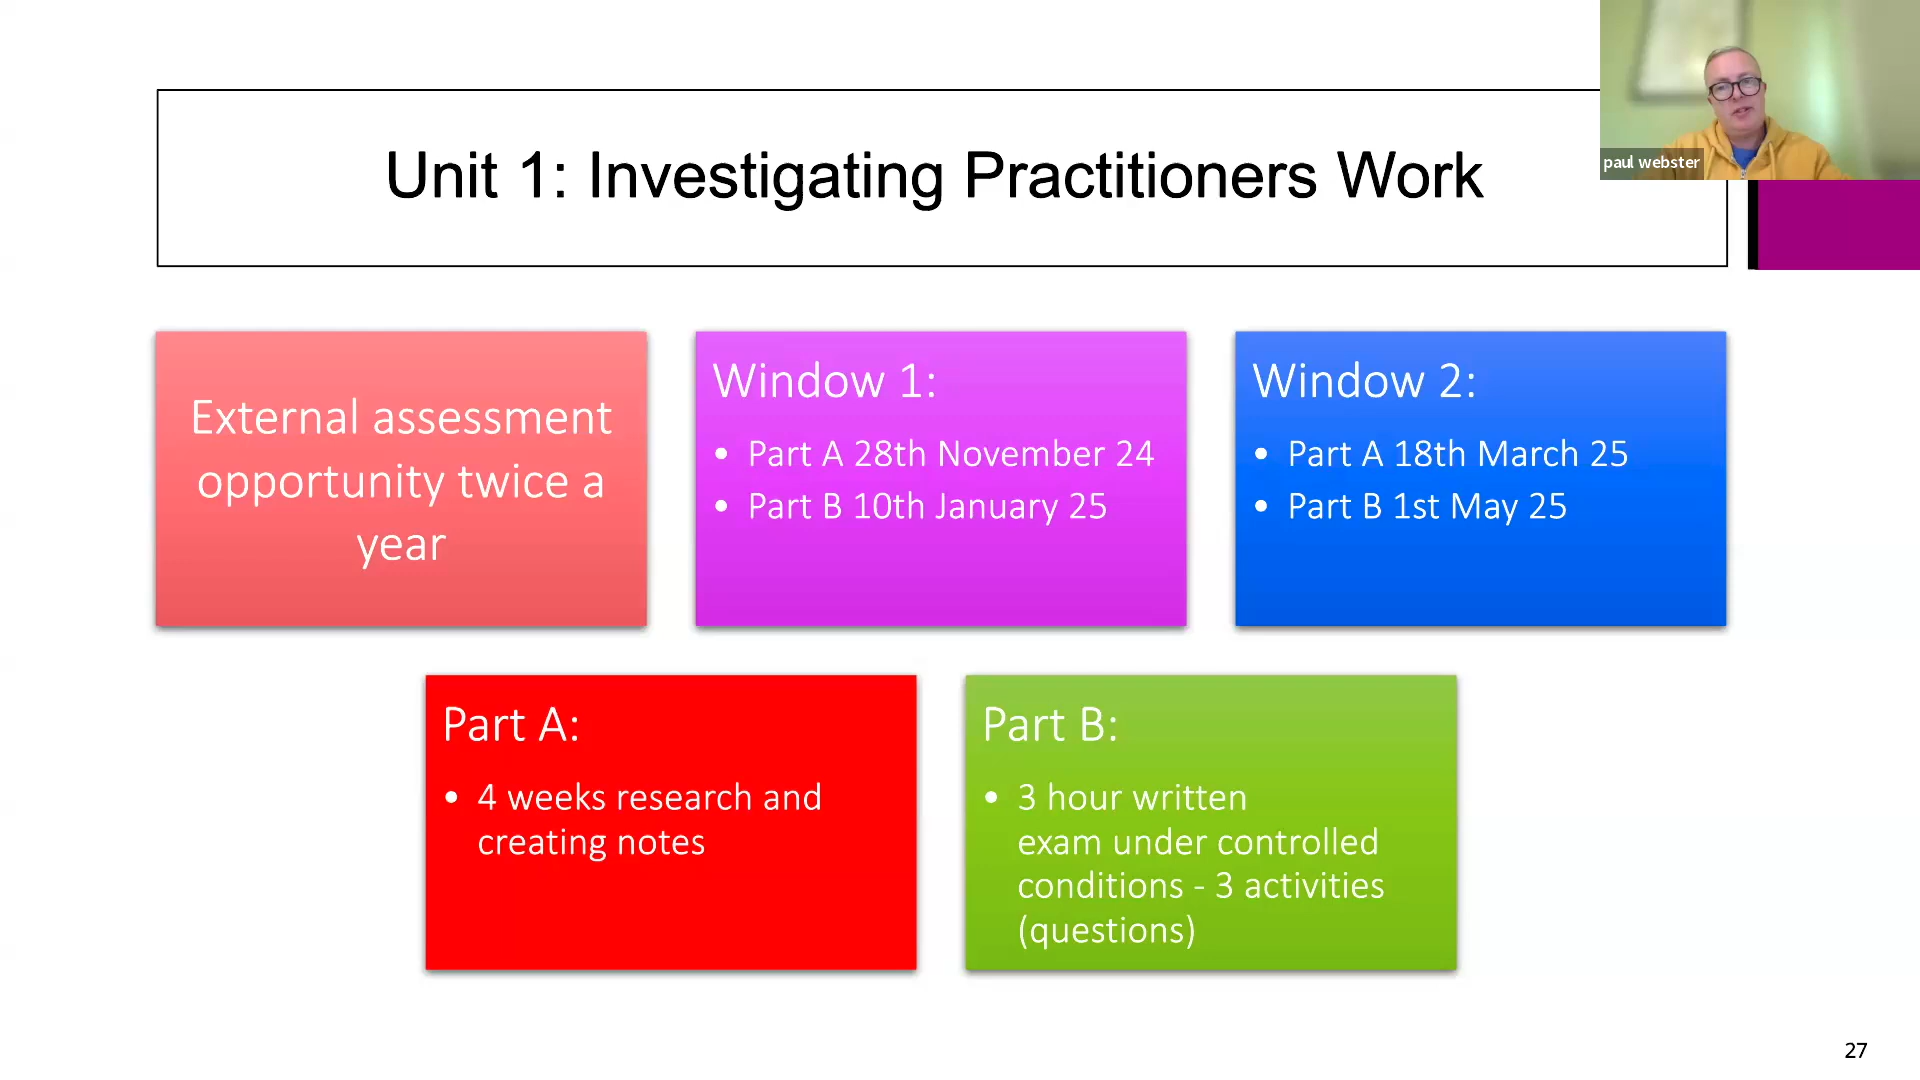 Unit 1: Investigating Practitioners Work
paul webster
External assessment
opportunity twice a
year
Window 1:
• Part A 28th November 24
• Part B 10th January 25
Window 2:
• Part A 18th March 25
• Part B 1st May 25
Part A:
• 4 weeks research and
creating notes
Part B:
• 3 hour written
exam under controlled
conditions - 3 activities
(questions)
27